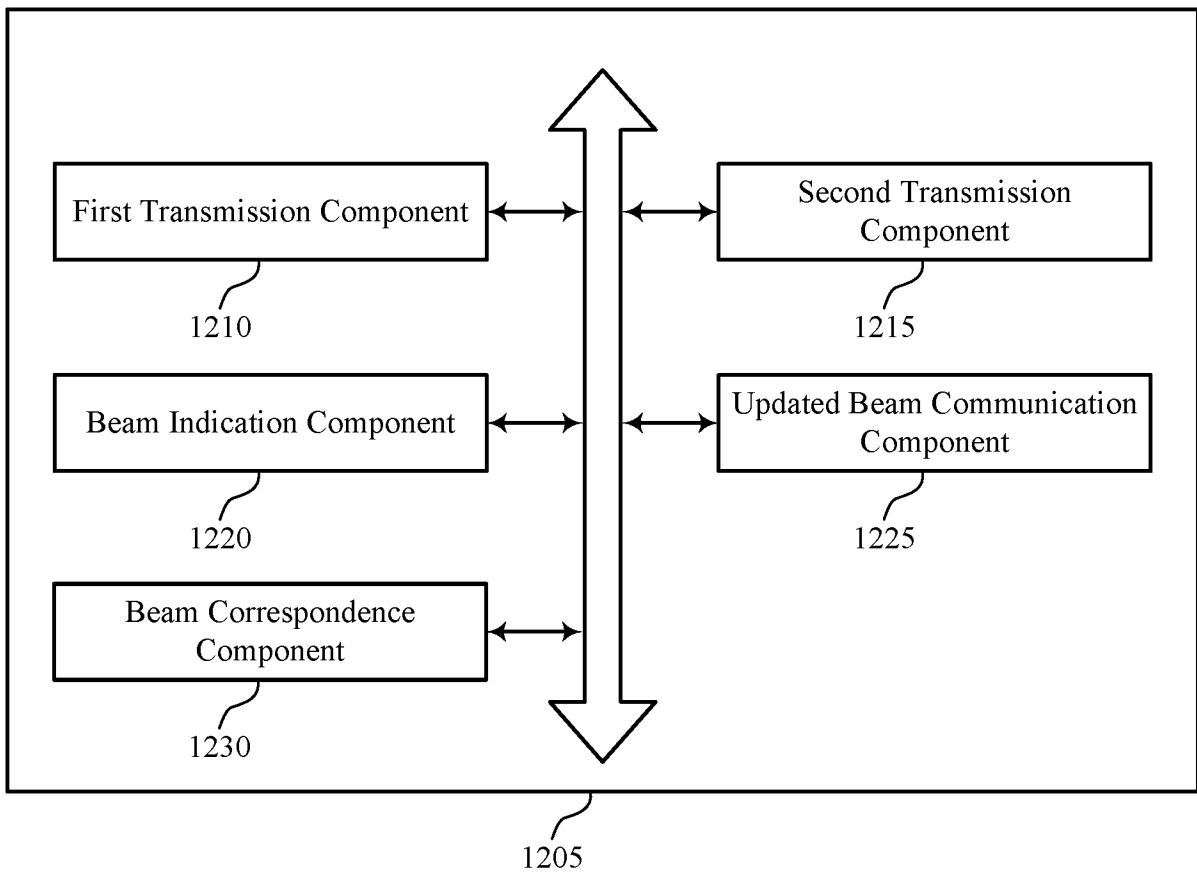 First Transmission Component
1210
Second Transmission
Component
1215
Beam Indication Component
1220
Updated Beam Communication
Component
1225
Beam Correspondence
Component
1230
1205